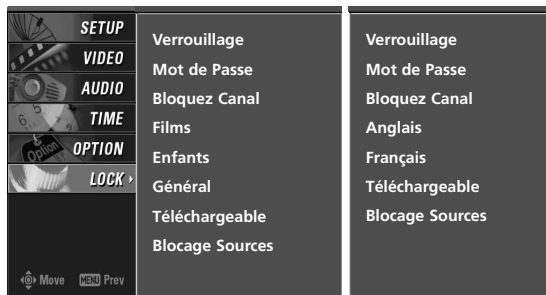 SETUP
VIDEO
AUDIO
TIME
OPTION
LOCK
Move MENU Prev
Verrouillage
Mot de Passe
Bloquez Canal
Films
Enfants
Général
Téléchargeable
Blocage Sources
Verrouillage
Mot de Passe
Bloquez Canal
Anglais
Français
Téléchargeable
Blocage Sources